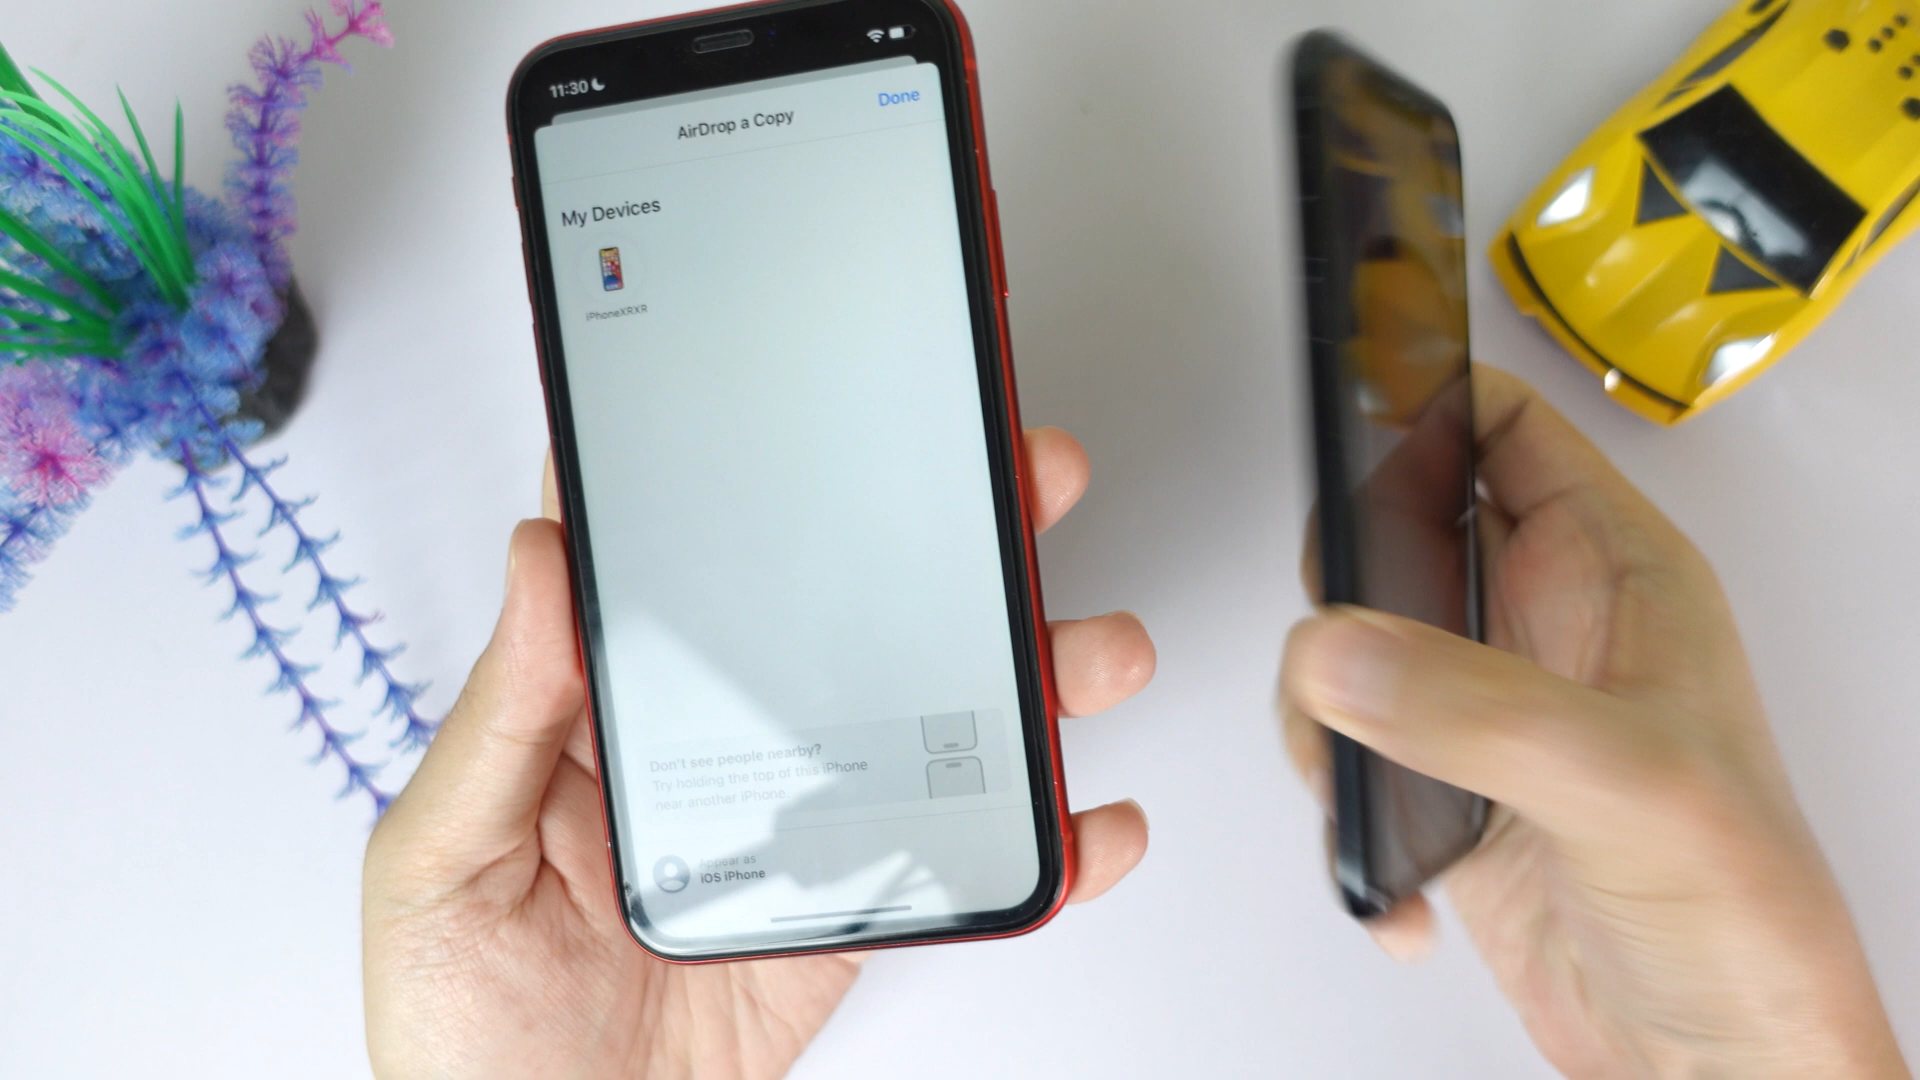 11:30
AirDrop a Copy
Done
My Devices
iPhoneXRXR
Don't see people nearby?
Try holding the top of this iPhone
near another iPhone.
Appear as
iOS iPhone